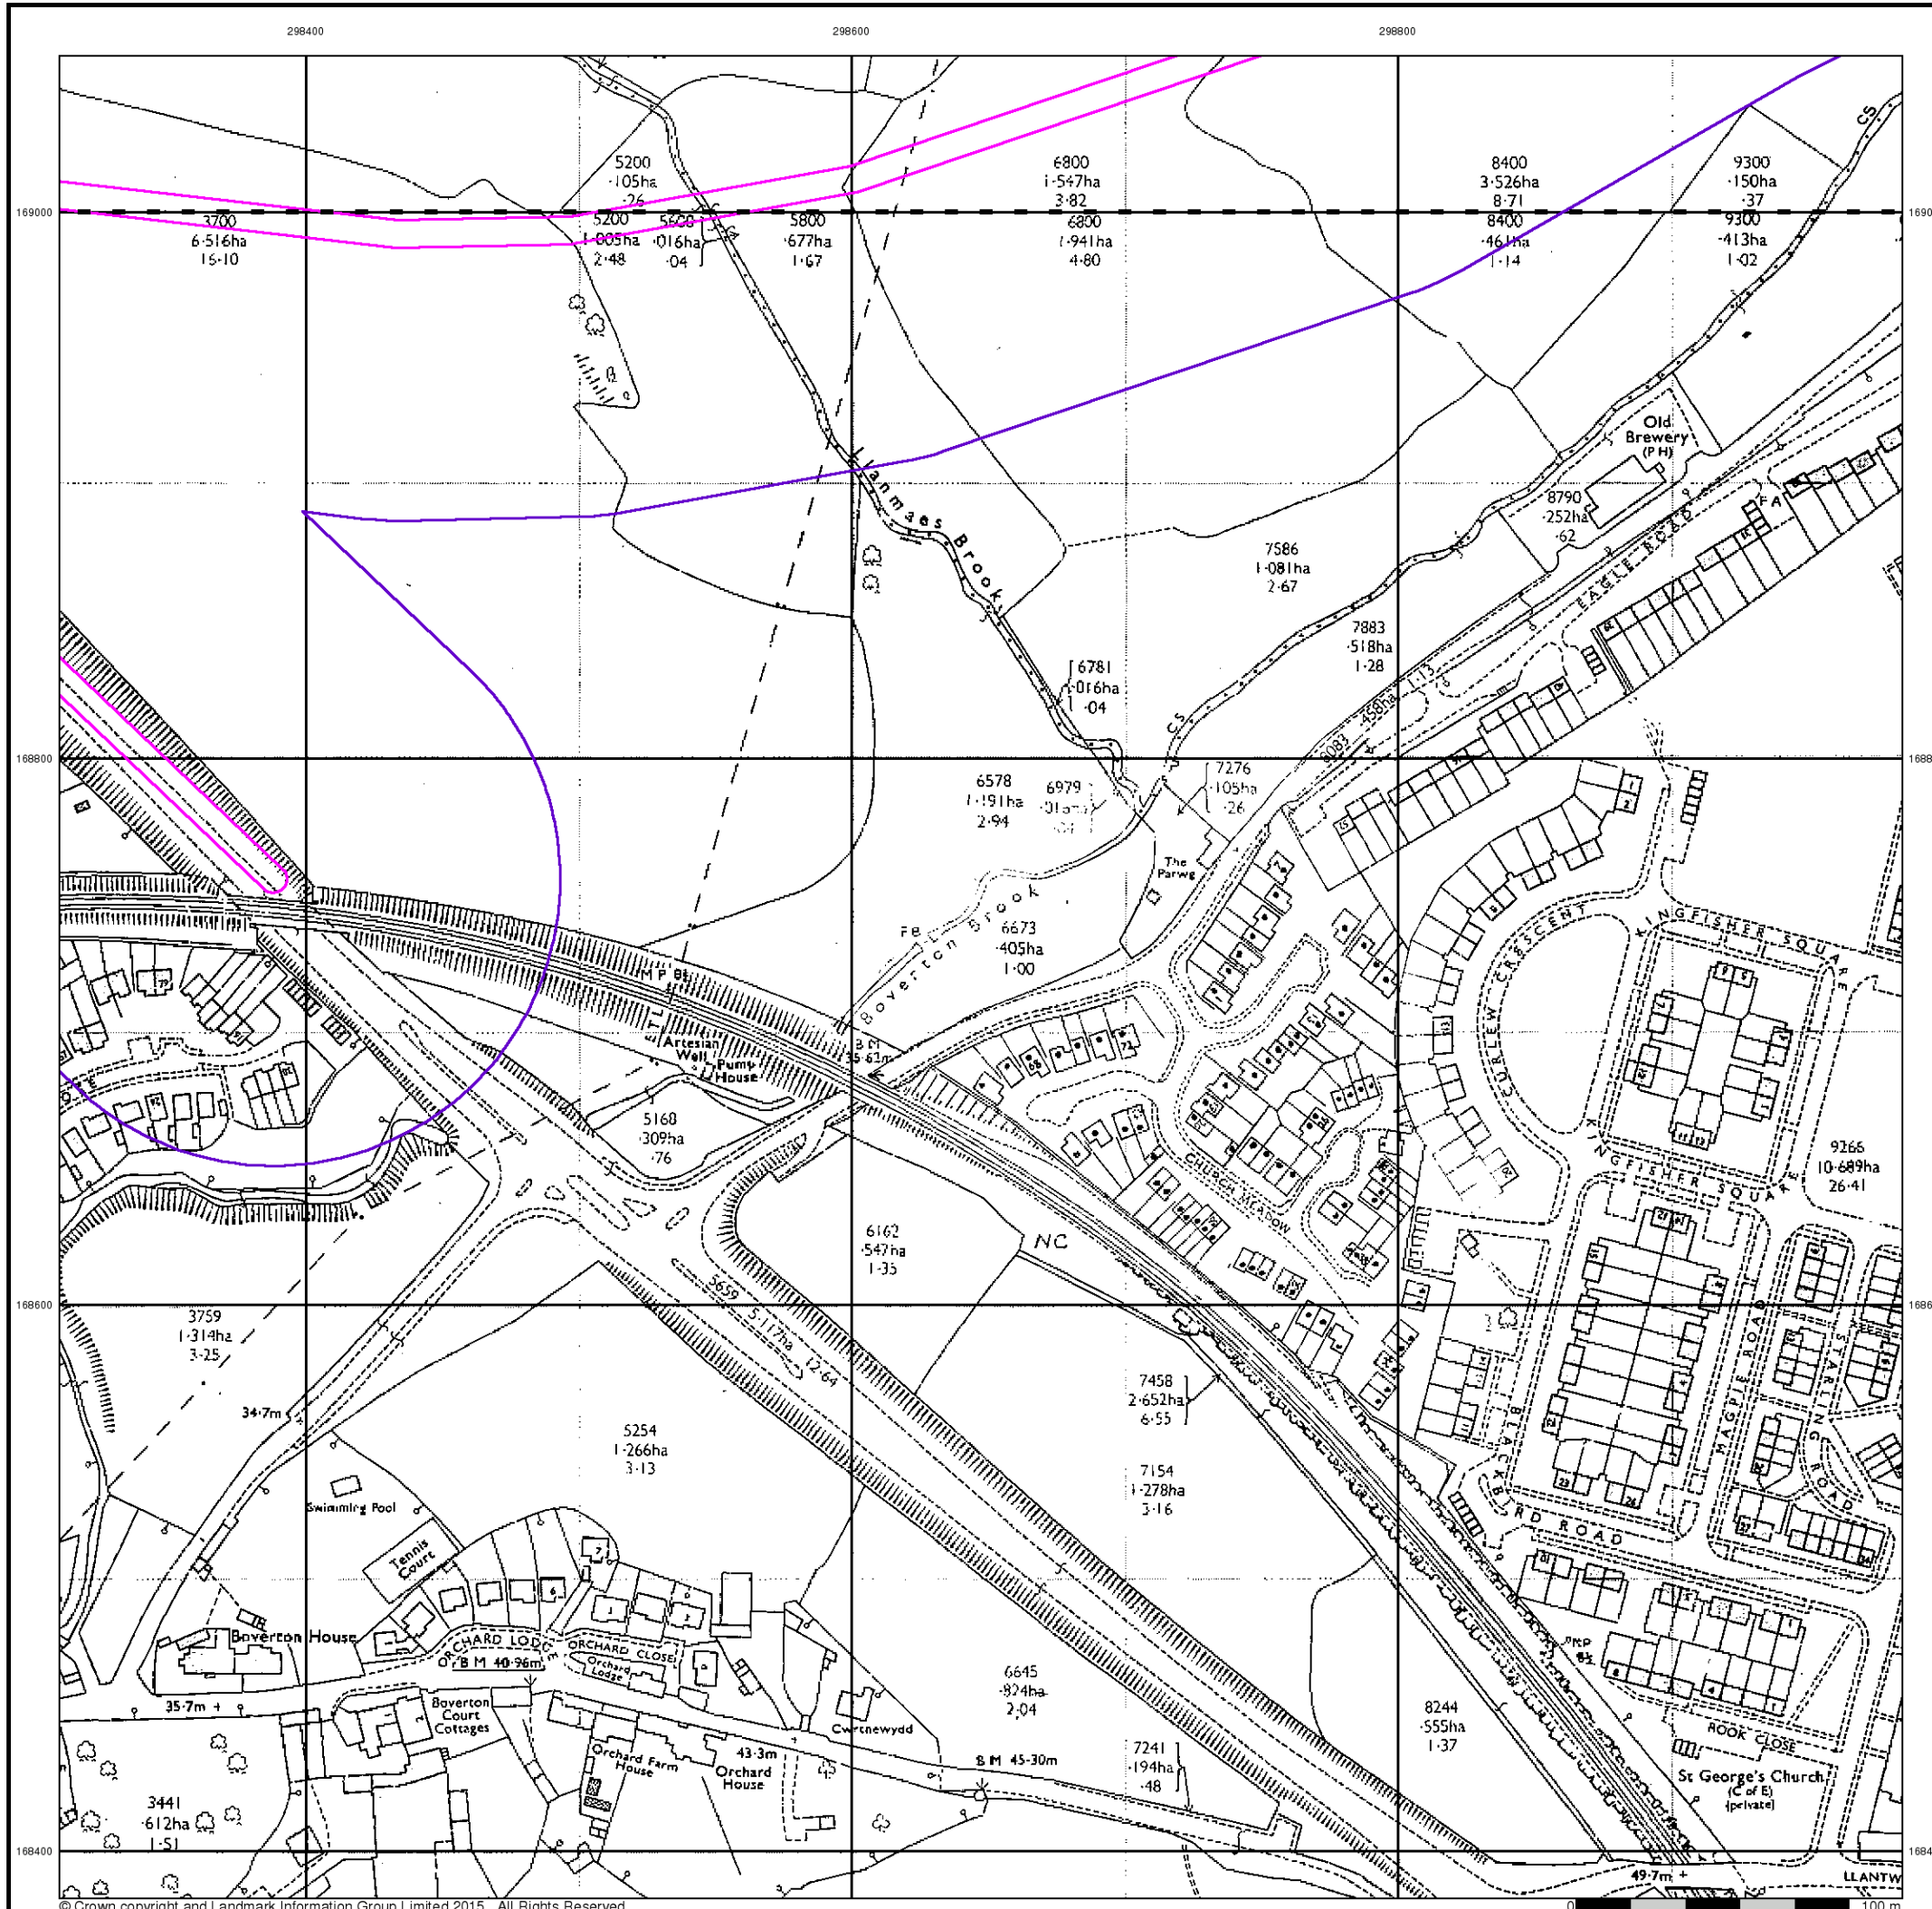 298400
298600
298800
169000
1690
5200
·105ha
·26
6800
1·547ha
3·82
8400
3·526ha
8·71
9300
·150ha
·37
CS
3700
6·516ha
16·10
5200
1·005ha
2·48
·016ha
·04
5800
·677ha
1·67
6800
1·941ha
4·80
8400
·461ha
1·14
9300
·413ha
1·02
Old
Brewery
(P H)
8790
·252ha
·62
Llanmaes Brook
EAGLE ROAD
7586
1·081ha
2·67
7883
·518ha
1·28
6781
·016ha
·04
CS
·458ha 1·13
168800
1688
6578
1·191ha
2·94
6979
7276
·105ha
·26
The
Parwg
6673
·405ha
1·00
Boverton Brook
CURLEW CRESCENT
KINGFISHER SQUARE
Artesian
Well
Pump
House
B M
35·62m
5168
·309ha
·76
CHURCH MEADOW
KINGFISHER SQUARE
9266
10·689ha
26·41
6162
·547ha
1·35
NC
168600
1686
3759
1·314ha
3·25
5659 5·117ha 12·64
MAGPIE ROAD
STARLING ROAD
34·7m
7458
2·652ha
6·55
5254
1·266ha
3·13
7154
1·278ha
3·16
BLACKBIRD ROAD
Swimming Pool
Tennis
Court
Boverton House
ORCHARD LODGE
ORCHARD CLOSE
Orchard
Lodge
B M 40·96m
35·7m +
Boverton
Court
Cottages
Orchard Farm
House
43·3m
Orchard
House
Cwrtnewydd
6645
·824ha
2·04
B M 45·30m
7241
·194ha
·48
8244
·555ha
1·37
ROOK CLOSE
St George's Church
(C of E)
(private)
3441
·612ha
1·51
168400
1684
49·7m +
LLANTW
© Crown copyright and Landmark Information Group Limited 2015. All Rights Reserved.
0
100 m